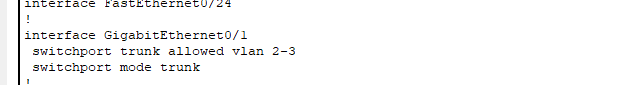 interface FastEthernet0/24
!
interface GigabitEthernet0/1
 switchport trunk allowed vlan 2-3
 switchport mode trunk
!